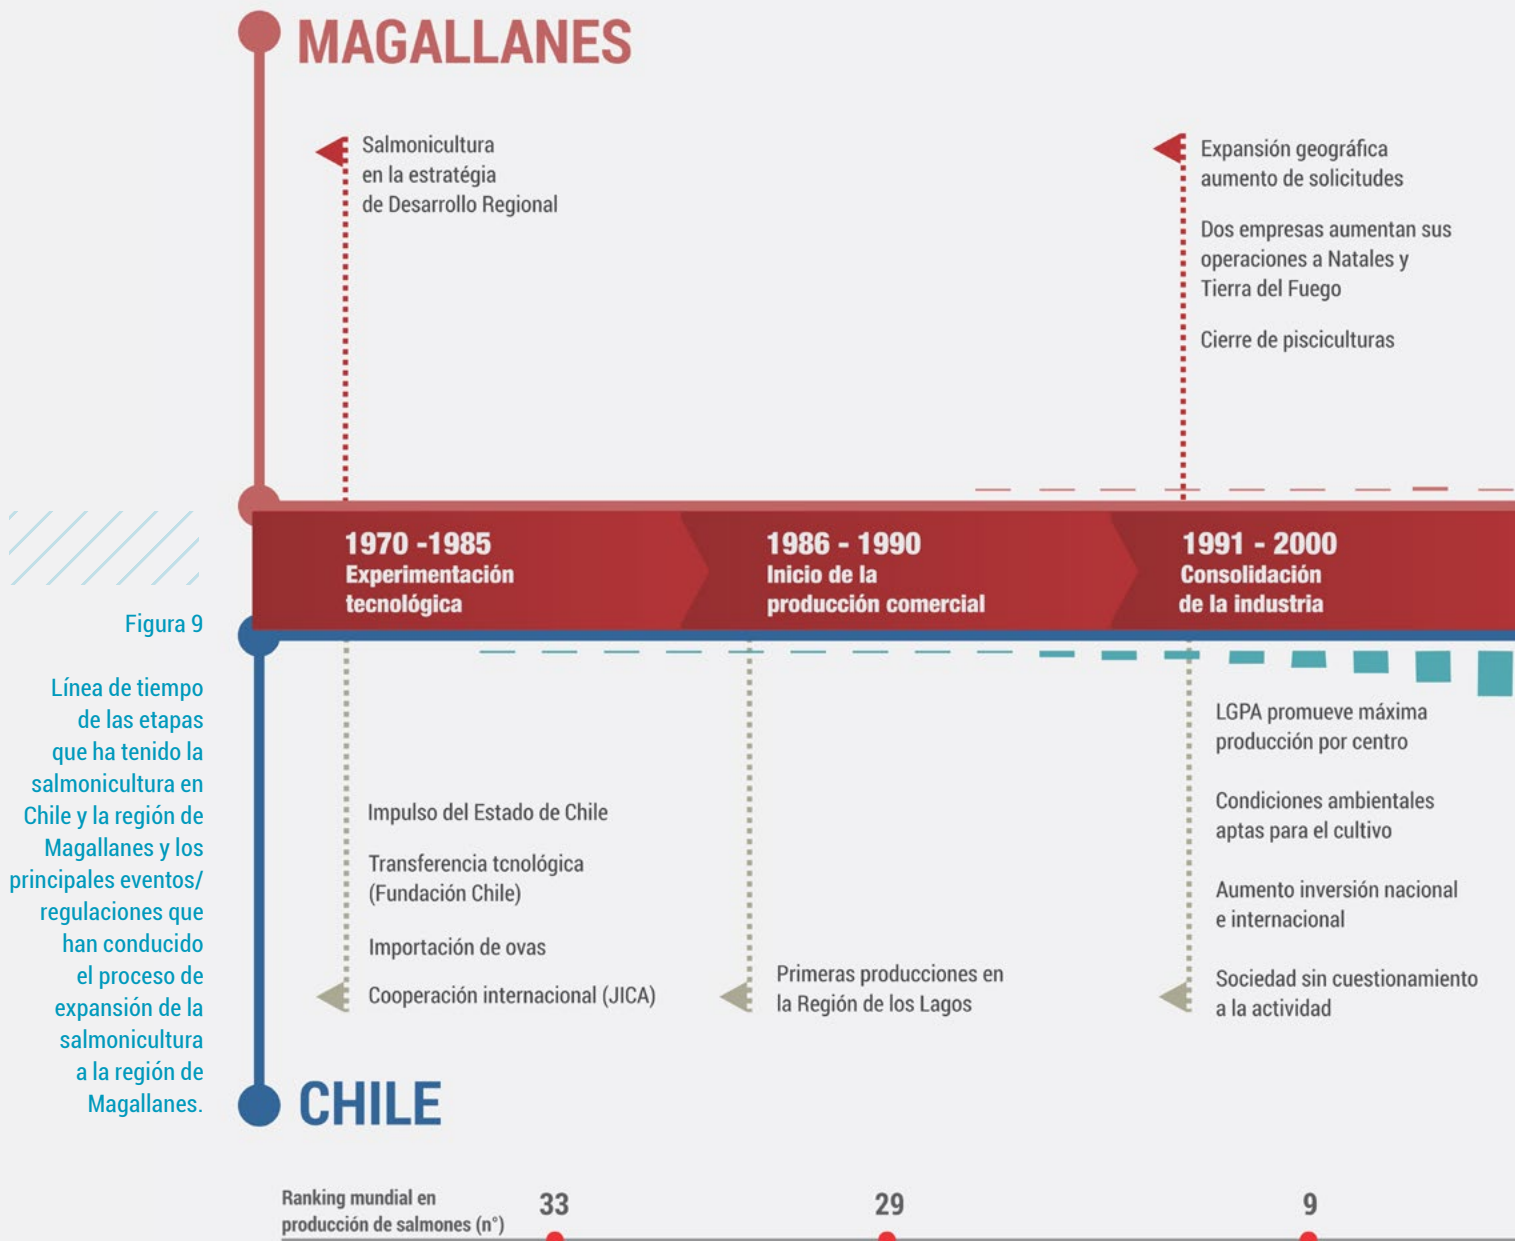 MAGALLANES
Salmonicultura
en la estratégia
de Desarrollo Regional
Expansión geográfica
aumento de solicitudes
Dos empresas aumentan sus
operaciones a Natales y
Tierra del Fuego
Cierre de pisciculturas
1970 -1985
Experimentación
tecnológica
1986 - 1990
Inicio de la
producción comercial
1991 - 2000
Consolidación
de la industria
Figura 9
Línea de tiempo
de las etapas
que ha tenido la
salmonicultura en
Chile y la región de
Magallanes y los
principales eventos/
regulaciones que
han conducido
el proceso de
expansión de la
salmonicultura
a la región de
Magallanes.
Impulso del Estado de Chile
Transferencia tcnológica
(Fundación Chile)
Importación de ovas
Cooperación internacional (JICA)
Primeras producciones en
la Región de los Lagos
LGPA promueve máxima
producción por centro
Condiciones ambientales
aptas para el cultivo
Aumento inversión nacional
e internacional
Sociedad sin cuestionamiento
a la actividad
CHILE
Ranking mundial en
producción de salmones (n°)
33
29
9